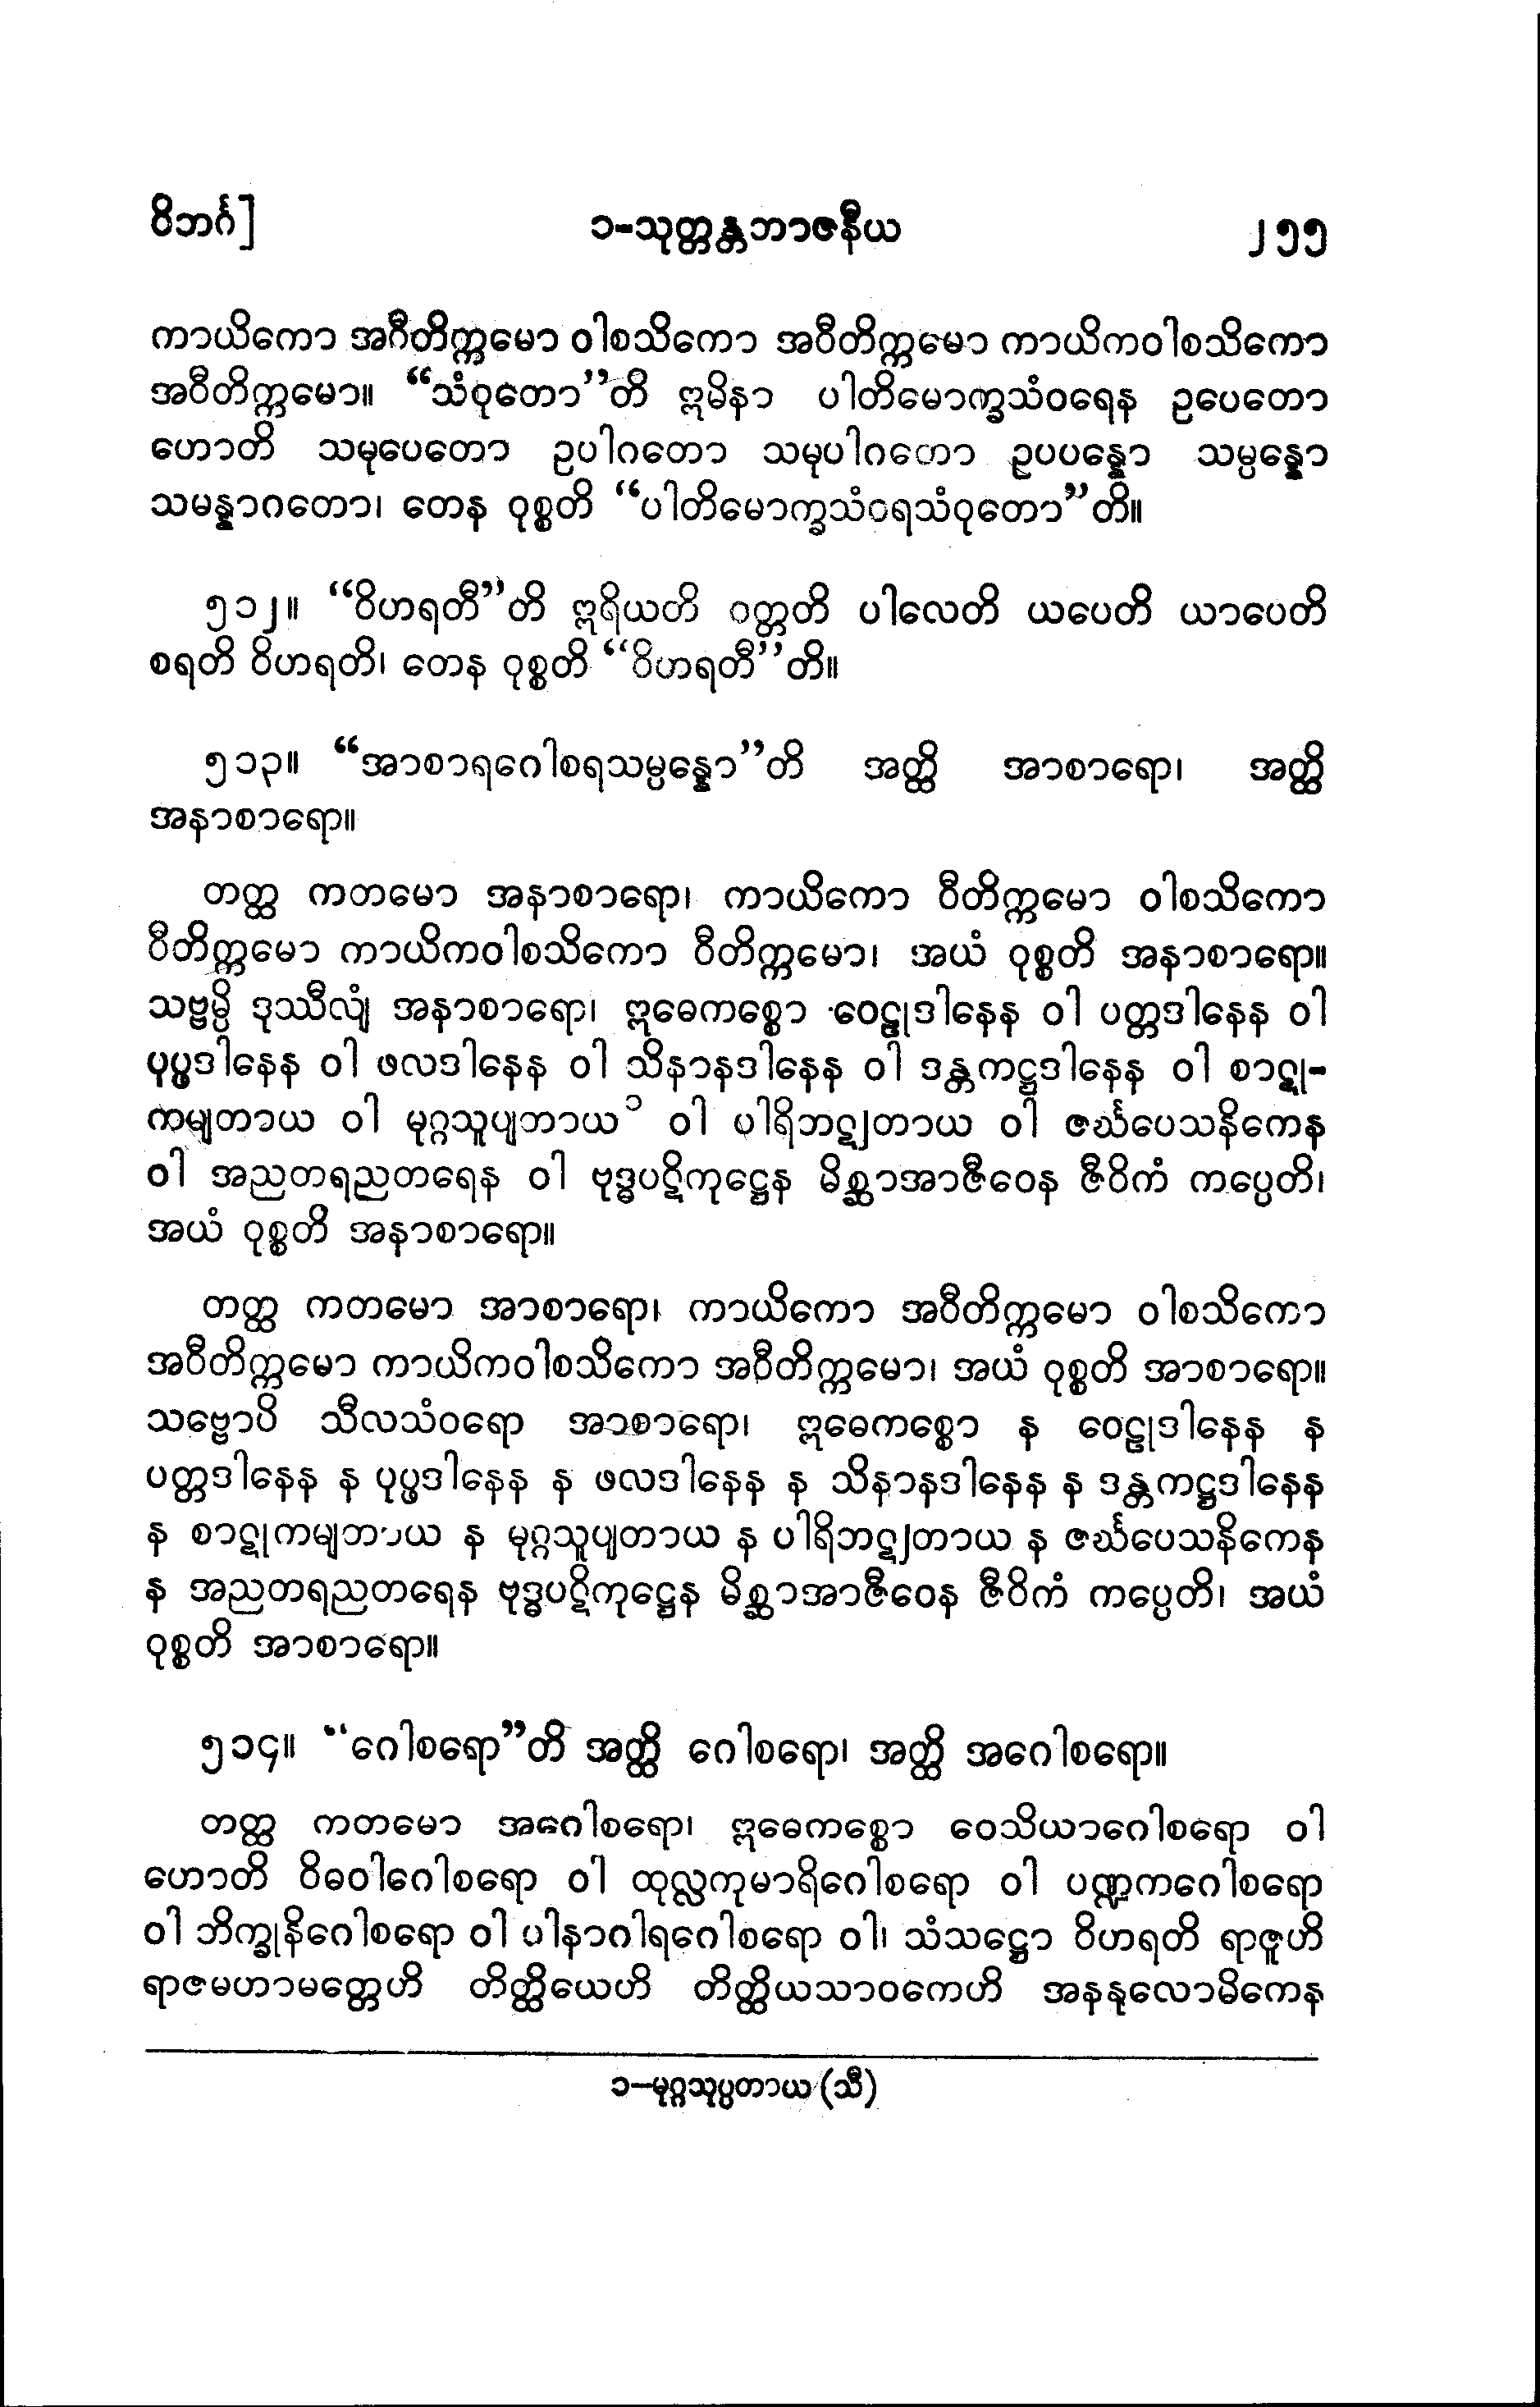 ဝိဘင်္ဂ]
၁-သုတ္တန္တဘာဇနီယ
၂၅၅
ကာယိကော အဝီတိက္ကမော ဝါစသိကော အဝီတိက္ကမော ကာယိကဝါစသိကော
အဝီတိက္ကမော။ “သံဝုတော”တိ ဣမိနာ ပါတိမောက္ခသံဝရေန ဥပေတော
ဟောတိ သမုပေတော ဥပါဂတော သမုပါဂတော ဥပပန္နော သမ္ပန္နော
သမန္နာဂတော၊ တေန ဝုစ္စတိ “ပါတိမောက္ခသံဝရသံဝုတော”တိ။
၅၁၂။ “ဝိဟရတီ”တိ ဣရိယတိ ဝတ္တတိ ပါလေတိ ယပေတိ ယာပေတိ
စရတိ ဝိဟရတိ၊ တေန ဝုစ္စတိ “ဝိဟရတီ”တိ။
၅၁၃။ “အာစာရဂေါစရသမ္ပန္နော”တိ အတ္ထိ အာစာရော၊ အတ္ထိ
အနာစာရော။
တတ္ထ ကတမော အနာစာရော၊ ကာယိကော ဝီတိက္ကမော ဝါစသိကော
ဝီတိက္ကမော ကာယိကဝါစသိကော ဝီတိက္ကမော၊ အယံ ဝုစ္စတိ အနာစာရော။
သဗ္ဗမ္ပိ ဒုဿီလျံ အနာစာရော၊ ဣဓေကစ္စော ဝေဠုဒါနေန ဝါ ပတ္တဒါနေန ဝါ
ပုပ္ဖဒါနေန ဝါ ဖလဒါနေန ဝါ သိနာနဒါနေန ဝါ ဒန္တကဋ္ဌဒါနေန ဝါ စာဋု-
ကမျတာယ ဝါ မုဂ္ဂသူပျတာယ၁ ဝါ ပါရိဘဋျတာယ ဝါ ဇင်္ဃပေသနိကေန
ဝါ အညတရညတရေန ဝါ ဗုဒ္ဓပဋိကုဋ္ဌေန မိစ္ဆာအာဇီဝေန ဇီဝိကံ ကပ္ပေတိ၊
အယံ ဝုစ္စတိ အနာစာရော။
တတ္ထ ကတမော အာစာရော၊ ကာယိကော အဝီတိက္ကမော ဝါစသိကော
အဝီတိက္ကမော ကာယိကဝါစသိကော အဝီတိက္ကမော၊ အယံ ဝုစ္စတိ အာစာရော။
သဗ္ဗောပိ သီလသံဝရော အာစာရော၊ ဣဓေကစ္စော န ဝေဠုဒါနေန န
ပတ္တဒါနေန န ပုပ္ဖဒါနေန န ဖလဒါနေန န သိနာနဒါနေန န ဒန္တကဋ္ဌဒါနေန
န စာဋုကမျတာယ န မုဂ္ဂသူပျတာယ န ပါရိဘဋျတာယ န ဇင်္ဃပေသနိကေန
န အညတရညတရေန ဗုဒ္ဓပဋိကုဋ္ဌေန မိစ္ဆာအာဇီဝေန ဇီဝိကံ ကပ္ပေတိ၊ အယံ
ဝုစ္စတိ အာစာရော။
၅၁၄။ “ဂေါစရော”တိ အတ္ထိ ဂေါစရော၊ အတ္ထိ အဂေါစရော။
တတ္ထ ကတမော အဂေါစရော၊ ဣဓေကစ္စော ဝေသိယာဂေါစရော ဝါ
ဟောတိ ဝိဓဝါဂေါစရော ဝါ ထုလ္လကုမာရိဂေါစရော ဝါ ပဏ္ဍကဂေါစရော
ဝါ ဘိက္ခုနိဂေါစရော ဝါ ပါနာဂါရဂေါစရော ဝါ၊ သံသဋ္ဌော ဝိဟရတိ ရာဇူဟိ
ရာဇမဟာမတ္တေဟိ တိတ္ထိယေဟိ တိတ္ထိယသာဝကေဟိ အနနုလောမိကေန
၁-မုဂ္ဂသုပ္ပတာယ (သီ)